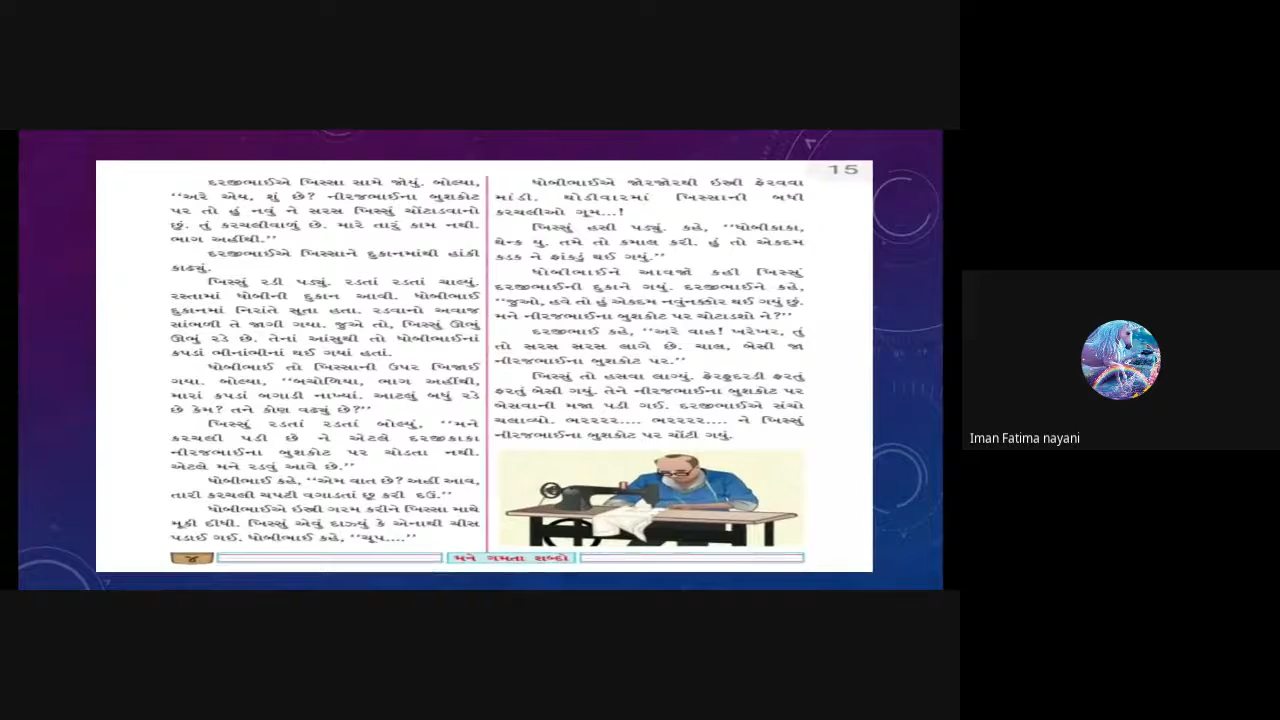 15
દરજીભાઈએ ખિસ્સા સામે જોયું. બોલ્યા,
“અરે એય, શું છે? નીરજભાઈના બુશકોટ
પર તો હું નવું ને સરસ ખિસ્સું ચોંટાડવાનો
છું. તું કરચલીવાળું છે. મારે તારું કામ નથી.
ભાગ અહીંથી.”
દરજીભાઈએ ખિસ્સાને દુકાનમાંથી હાંકી
કાઢ્યું.
ખિસ્સું રડી પડ્યું. રડતાં રડતાં ચાલ્યું.
રસ્તામાં ધોબીની દુકાન આવી. ધોબીભાઈ
દુકાનમાં નિરાંતે સૂતા હતા. રડવાનો અવાજ
સાંભળી તે જાગી ગયા. જુએ તો, ખિસ્સું ઊભું
ઊભું રડે છે. તેનાં આંસુથી તો ધોબીભાઈનાં
કપડાં ભીનાંભીનાં થઈ ગયાં હતાં.
ધોબીભાઈ તો ખિસ્સાની ઉપર ખિજાઈ
ગયા. બોલ્યા, “બચોળિયા, ભાગ અહીંથી,
મારાં કપડાં બગાડી નાખ્યાં. આટલું બધું રડે
છે કેમ? તને કોણ વઢ્યું છે?”
ખિસ્સું રડતાં રડતાં બોલ્યું, “મને
કરચલી પડી છે ને એટલે દરજીકાકા
નીરજભાઈના બુશકોટ પર ચોડતા નથી.
એટલે મને રડવું આવે છે.”
ધોબીભાઈ કહે, “એમ વાત છે? અહીં આવ,
તારી કરચલી ચપટી વગાડતાં છૂ કરી દઉં.”
ધોબીભાઈએ ઇસ્ત્રી ગરમ કરીને ખિસ્સા માથે
મૂકી દીધી. ખિસ્સું એવું દાઝ્યું કે એનાથી ચીસ
પડાઈ ગઈ. ધોબીભાઈ કહે, “ચૂપ....”
ધોબીભાઈએ જોરજોરથી ઇસ્ત્રી ફેરવવા
માંડી. થોડીવારમાં ખિસ્સાની બધી
કરચલીઓ ગૂમ...!
ખિસ્સું હસી પડ્યું. કહે, “ધોબીકાકા,
થેન્ક યુ. તમે તો કમાલ કરી. હું તો એકદમ
કડક ને ફાંકડું થઈ ગયું.”
ધોબીભાઈને આવજો કહી ખિસ્સું
દરજીભાઈની દુકાને ગયું. દરજીભાઈને કહે,
“જુઓ, હવે તો હું એકદમ નવુંનક્કોર થઈ ગયું છું.
મને નીરજભાઈના બુશકોટ પર ચોંટાડશો ને?”
દરજીભાઈ કહે, “અરે વાહ! ખરેખર, તું
તો સરસ સરસ લાગે છે. ચાલ, બેસી જા
નીરજભાઈના બુશકોટ પર.”
ખિસ્સું તો હસવા લાગ્યું. ફેરફૂદરડી ફરતું
ફરતું બેસી ગયું. તેને નીરજભાઈના બુશકોટ પર
બેસવાની મજા પડી ગઈ. દરજીભાઈએ સંચો
ચલાવ્યો. ભરરરર.... ભરરરર.... ને ખિસ્સું
નીરજભાઈના બુશકોટ પર ચોંટી ગયું.
૪
મને ગમતા શબ્દો
Iman Fatima nayani